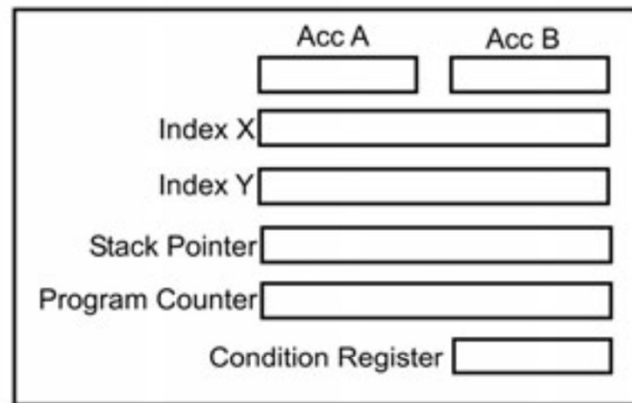 Acc A Acc B
Index X
Index Y
Stack Pointer
Program Counter
Condition Register